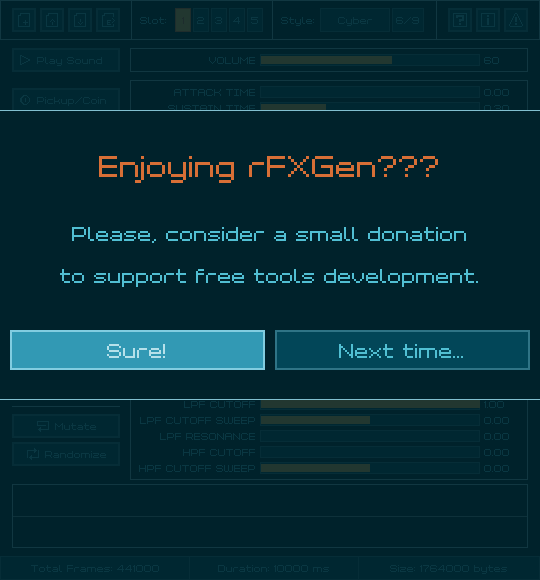 Slot: 1 2 3 4 5 Style: Cyber 6/9
Play Sound VOLUME 60
Pickup/Coin ATTACK TIME 0.00
SUSTAIN TIME 0.30
Enjoying rFXGen???
Please, consider a small donation
to support free tools development.
Sure! Next time...
LPF CUTOFF 1.00
Mutate LPF CUTOFF SWEEP 0.00
LPF RESONANCE 0.00
Randomise HPF CUTOFF 0.00
HPF CUTOFF SWEEP 0.00
Total Frames: 441000 Duration: 10000 ms Size: 1764000 bytes